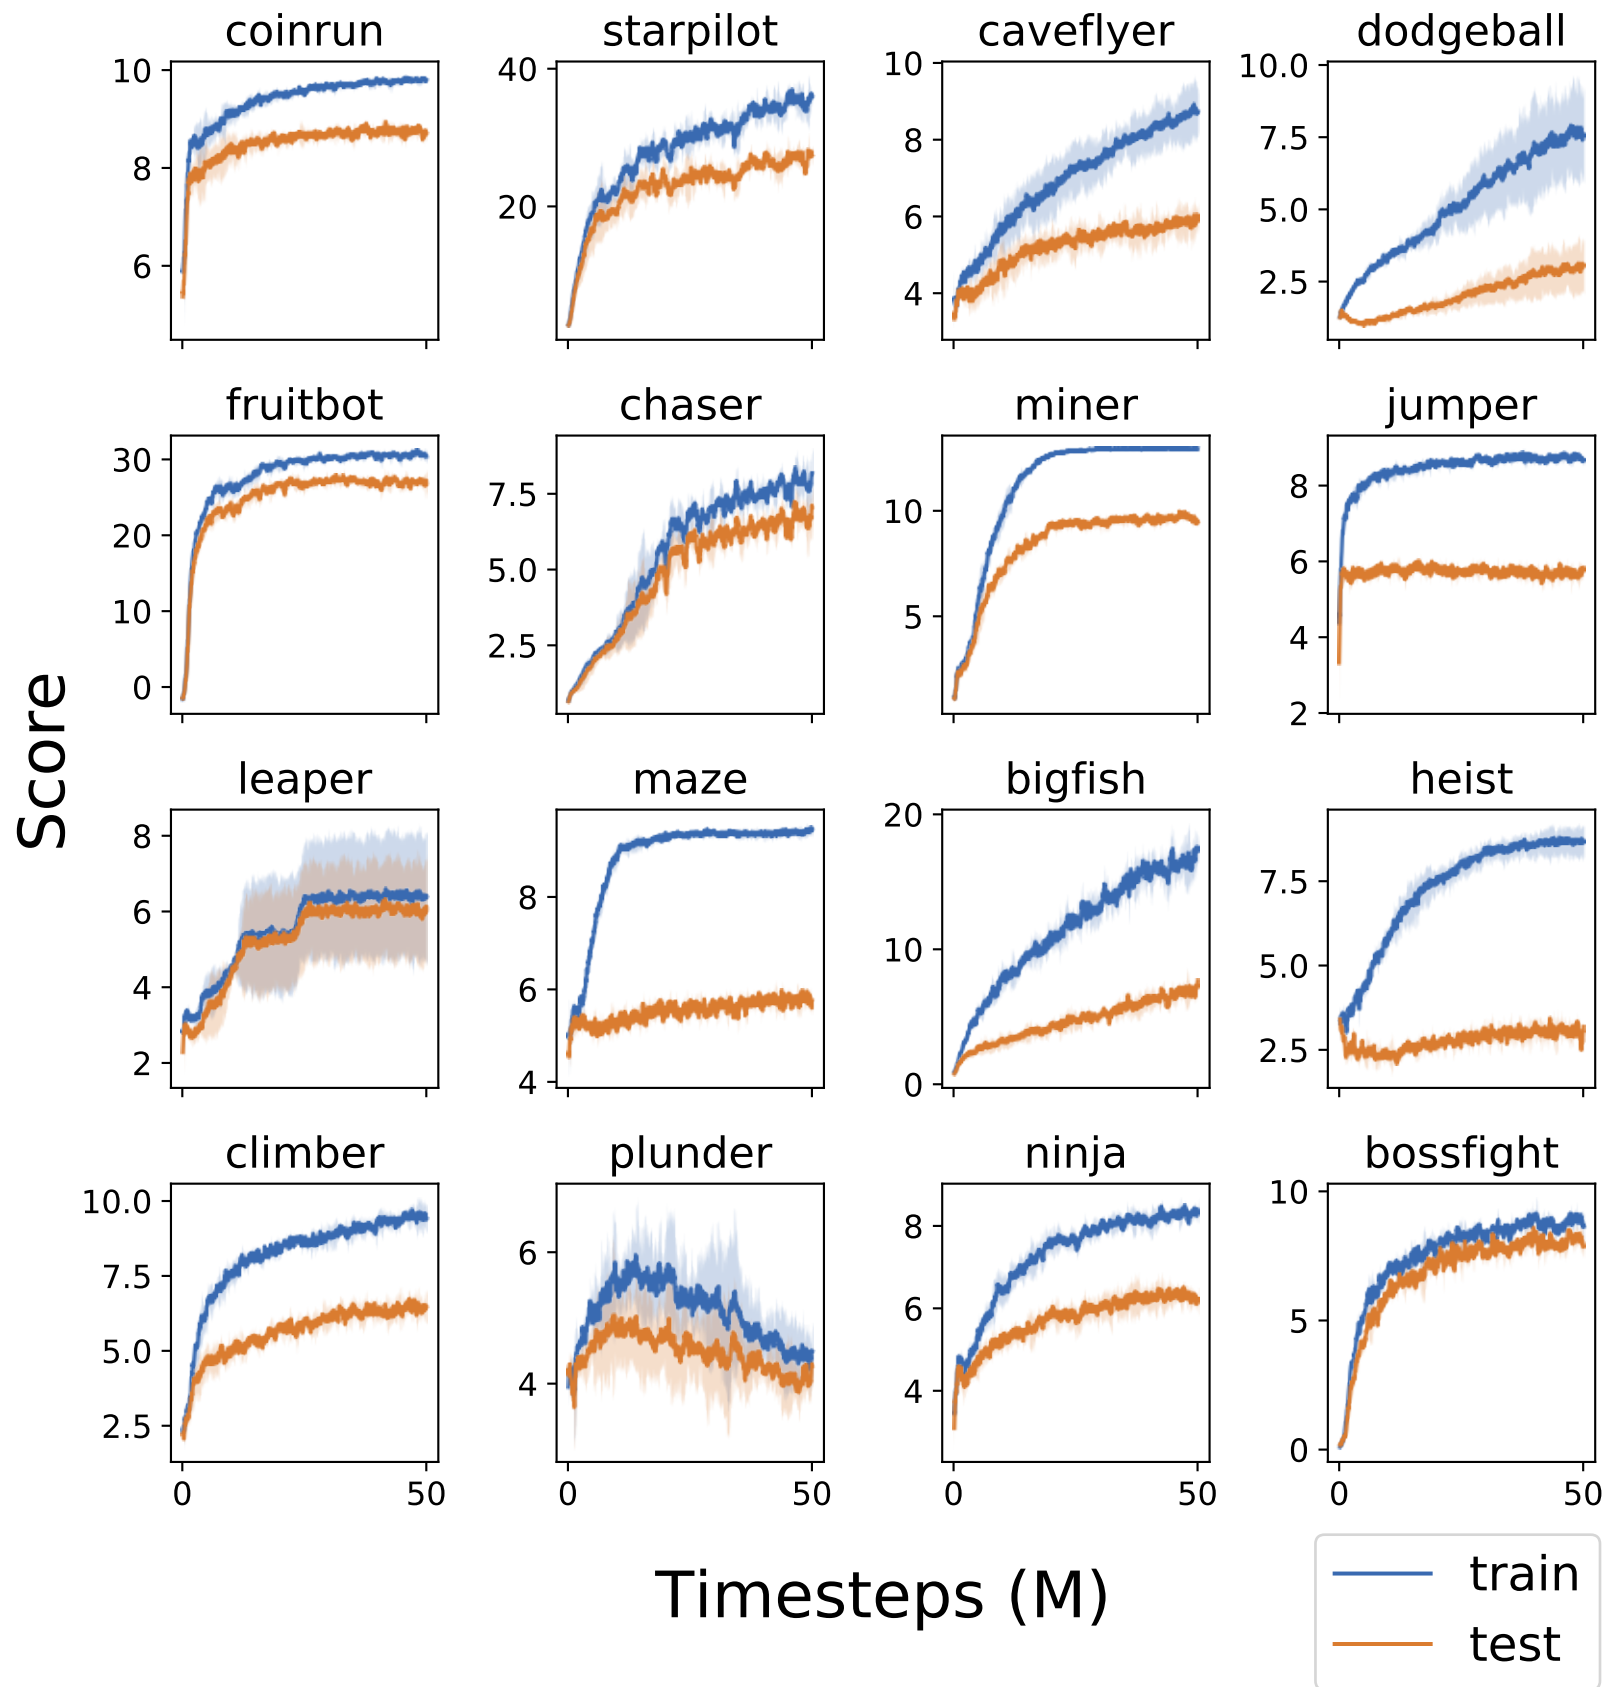 coinrun starpilot caveflyer dodgeball
10 8 6
40 20
10 8 6 4
10.0 7.5 5.0 2.5
fruitbot chaser miner jumper
30 20 10 0
7.5 5.0 2.5
10 5
8 6 4 2
Score
leaper maze bigfish heist
8 6 4 2
8 6 4
20 10 0
7.5 5.0 2.5
climber plunder ninja bossfight
10.0 7.5 5.0 2.5
6 4
8 6 4
10 5 0
0 50 0 50 0 50 0 50
Timesteps (M)
train
test